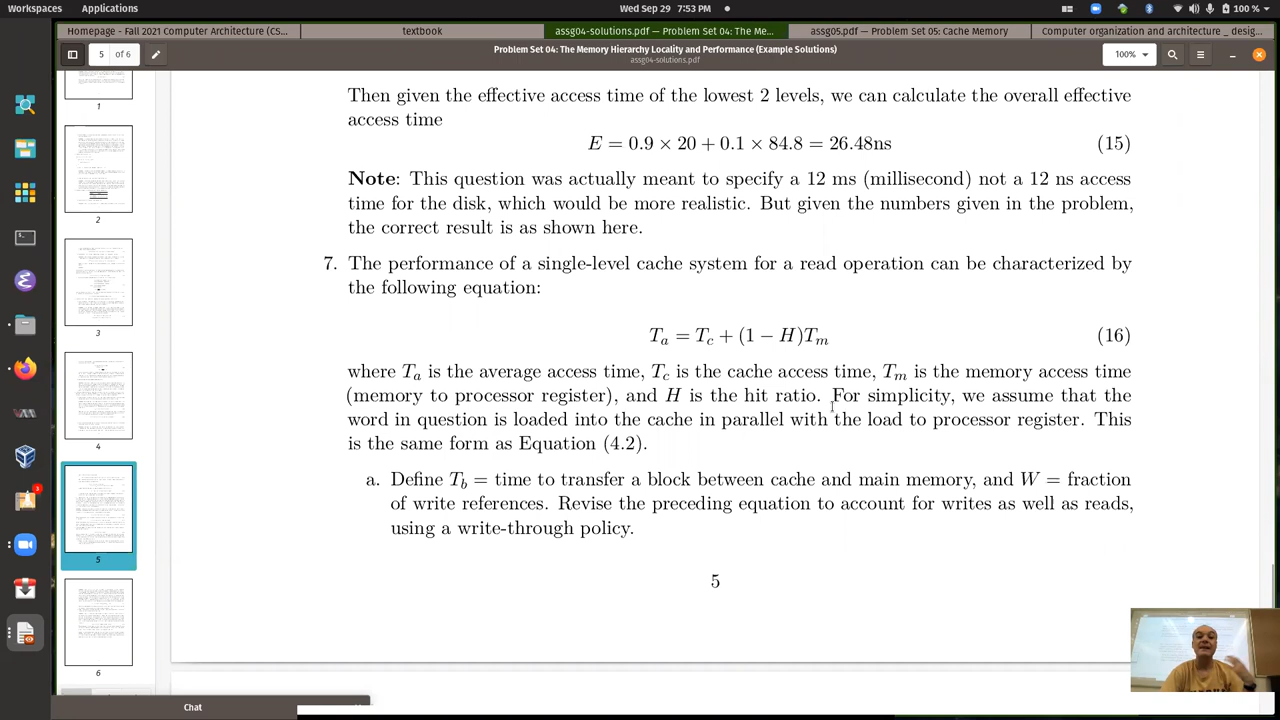 Workspaces Applications Wed Sep 29 7:53 PM 100 %
Homepage - Fall 2021 Computer Architecture (CS... textbook assg04-solutions.pdf — Problem Set 04: The Me... assg05.pdf — Problem Set 05: Cache Memory Computer organization and architecture _ desig...
5 of 6 Problem Set 04: The Memory Hierarchy Locality and Performance (Example Solutions) 100%
assg04-solutions.pdf
Then given the effective access time of the lowest 2 levels, we can calculate the overall effective
access time
E = 0.9 × 20 + 0.1 × 84.8 = 26.48ns (15)
Note: The question may actually meant to specify a 12 ms (millisecond) not a 12 ns access
time for the disk, which would be more realistic. But given the numbers given in the problem,
the correct result is as shown here.
7. The performance of a single-level cache system for a read operation can be characterized by
the following equation:
Ta = Tc + (1 − H)Tm (16)
where Ta is the average access time, Tc is the cache access time, Tm is the memory access time
(memory to processor register), and H is the hit ratio. For simplicity, we assume that the
word in question is loaded into the cache in parallel with the load to processor register. This
is the same form as Equation (4.2)
a. Define Tb = time to transfer a block between cache and main memory, and W = fraction
of write references. Revise the preceding equation to account for writes as well as reads,
using a write-through policy.
5
1
2
3
4
5
6
Chat